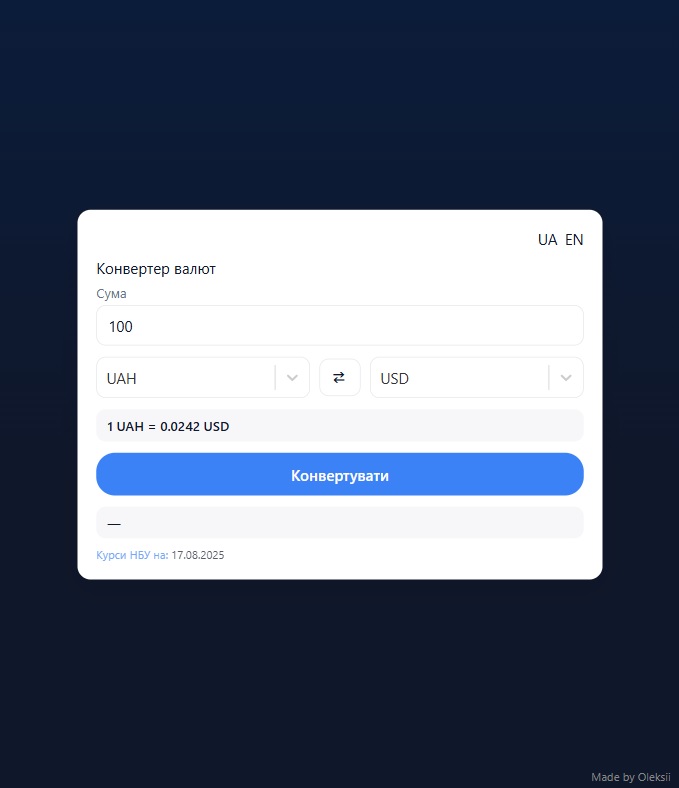 UA EN
Конвертер валют
Сума
100
UAH USD
1 UAH = 0.0242 USD
Конвертувати
—
Курси НБУ на: 17.08.2025
Made by Oleksii